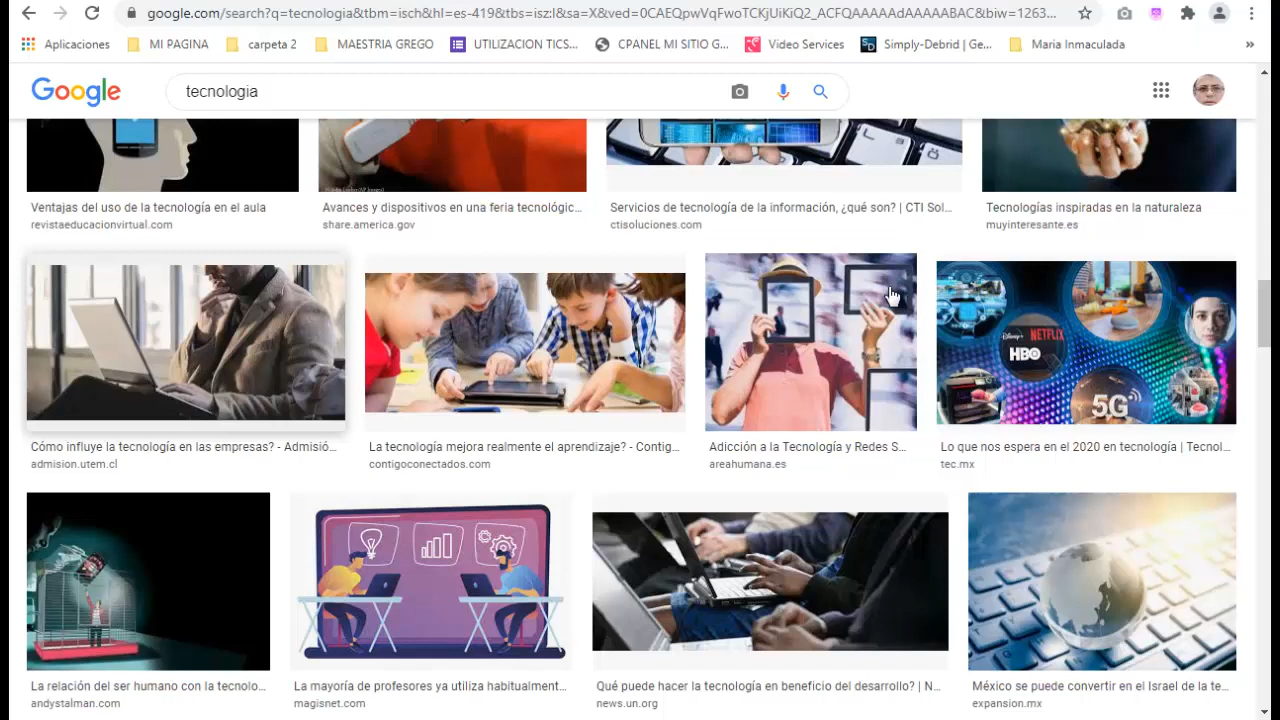 google.com/search?q=tecnologia&tbm=isch&hl=es-419&tbs=isz:l&sa=X&ved=0CAEQpwVqFwoTCKjUiKiQ2_ACFQAAAAAdAAAAABAC&biw=1263...
Aplicaciones MI PAGINA carpeta 2 MAESTRIA GREGO UTILIZACION TICS... CPANEL MI SITIO G... Video Services Simply-Debrid | Ge... Maria Inmaculada »
Google tecnologia
Ventajas del uso de la tecnología en el aula
revistaeducacionvirtual.com
Avances y dispositivos en una feria tecnológic...
share.america.gov
Servicios de tecnología de la información, ¿qué son? | CTI Sol...
ctisoluciones.com
Tecnologías inspiradas en la naturaleza
muyinteresante.es
Disney+
NETFLIX
HBO
5G
Cómo influye la tecnología en las empresas? - Admisió...
admision.utem.cl
La tecnología mejora realmente el aprendizaje? - Contig...
contigoconectados.com
Adicción a la Tecnología y Redes S...
areahumana.es
Lo que nos espera en el 2020 en tecnología | Tecnol...
tec.mx
La relación del ser humano con la tecnolo...
andystalman.com
La mayoría de profesores ya utiliza habitualment...
magisnet.com
Qué puede hacer la tecnología en beneficio del desarrollo? | N...
news.un.org
México se puede convertir en el Israel de la te...
expansion.mx